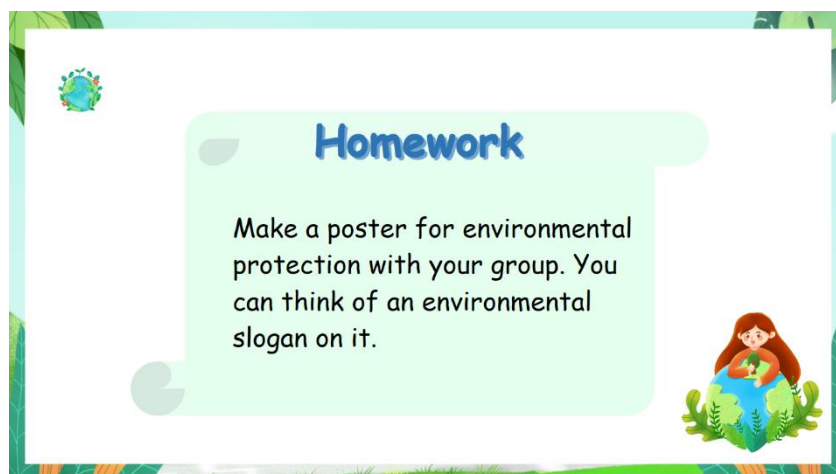 Homework
Make a poster for environmental
protection with your group. You
can think of an environmental
slogan on it.